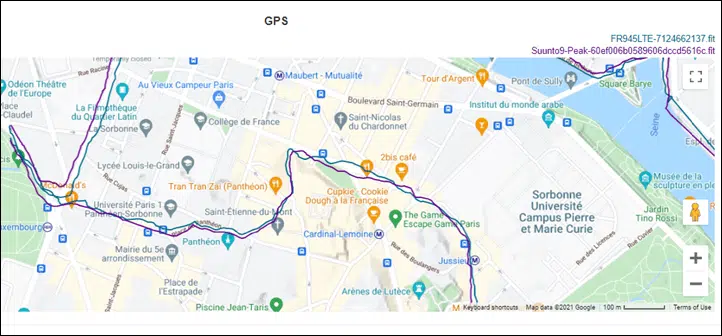 GPS
FR945LTE-7124662137.fit
Suunto9-Peak-60ef006b0589606dccd5616c.fit
Rue Racine
Maubert - Mutualité
Tour d'Argent
Pont de Sully
Odéon Théâtre
de l'Europe
Au Vieux Campeur Paris
Square Barye
La Filmothèque
du Quartier Latin
Boulevard Saint-Germain
Institut du monde arabe
Place
-Claudel
Rue Saint-Jacques
Collège de France
Saint-Nicolas
du Chardonnet
La Sorbonne
Seine
Lycée Louis-le-Grand
2bis café
Musée de la
sculpture en
McDonald's
Rue Cujas
Tran Tran Zai (Panthéon)
Cupkie, Cookie
Dough à la Française
Sorbonne
Université
Campus Pierre
et Marie Curie
Université Paris 1
Panthéon-Sorbonne
Saint-Étienne-du-Mont
The Game -
Escape Game Paris
Jardin
Tino Rossi
uxembourg
Panthéon
Cardinal-Lemoine
Rue des Licences
Rue Cuvier
Mairie du 5e
arrondissement
Rue des Boulangers
Jussieu
Place de
l'Estrapade
Arènes de Lutèce
Piscine Jean-Taris
Keyboard shortcuts
Map data ©2021 Google
100 m
Terms of Use